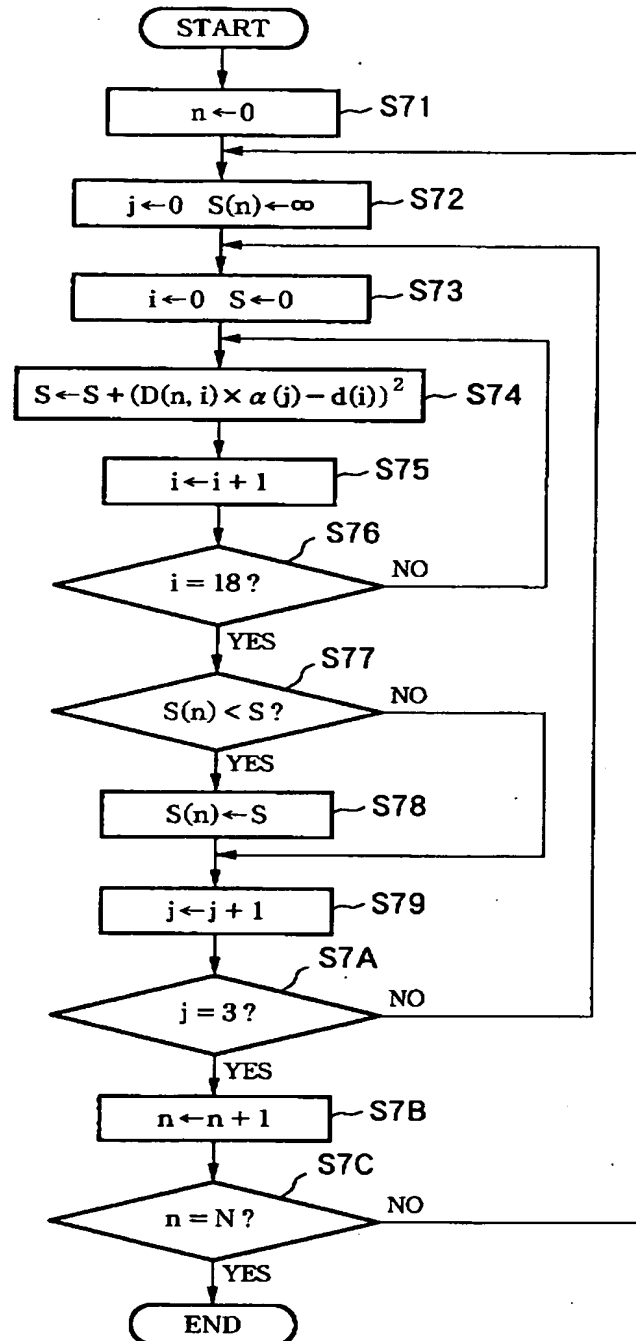 START
n←0 S71
j←0 S(n)←∞ S72
i←0 S←0 S73
S←S+(D(n, i)×α(j)−d(i))² S74
i←i+1 S75
S76
i=18? NO
YES
S77
S(n)<S? NO
YES
S(n)←S S78
j←j+1 S79
S7A
j=3? NO
YES
n←n+1 S7B
S7C
n=N? NO
YES
END